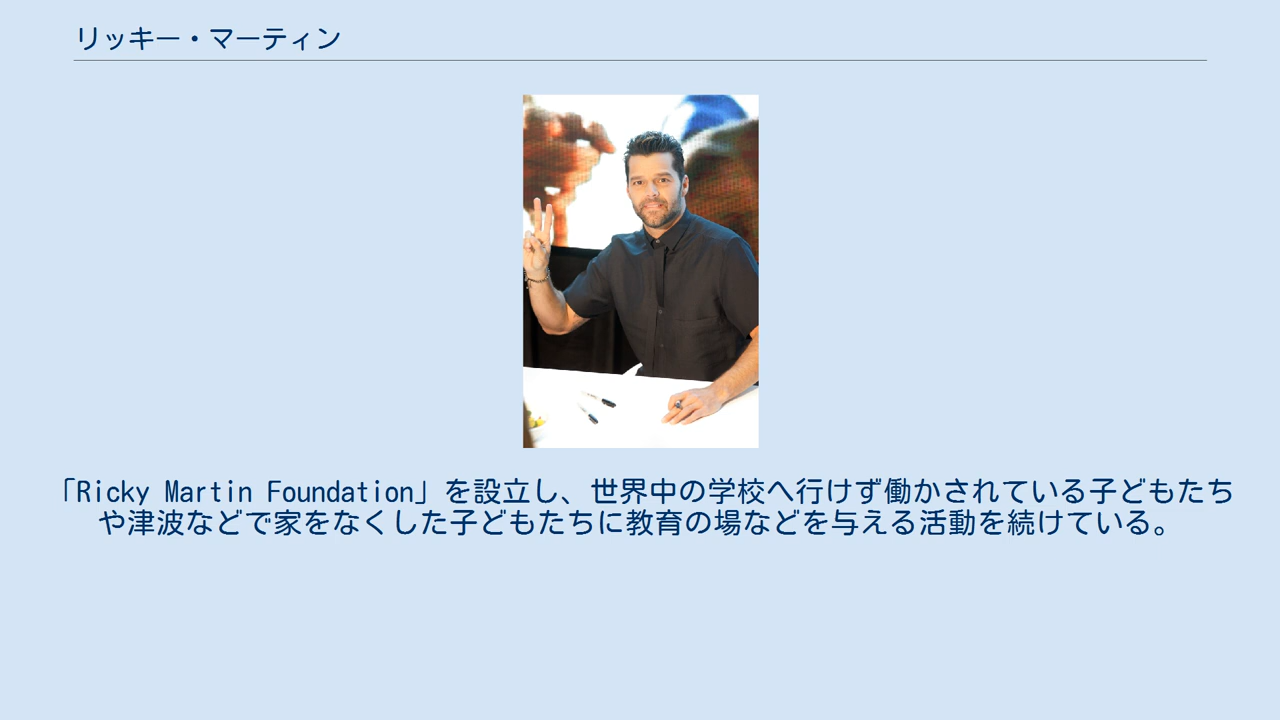 リッキー・マーティン
「Ricky Martin Foundation」を設立し、世界中の学校へ行けず働かされている子どもたち
や津波などで家をなくした子どもたちに教育の場などを与える活動を続けている。